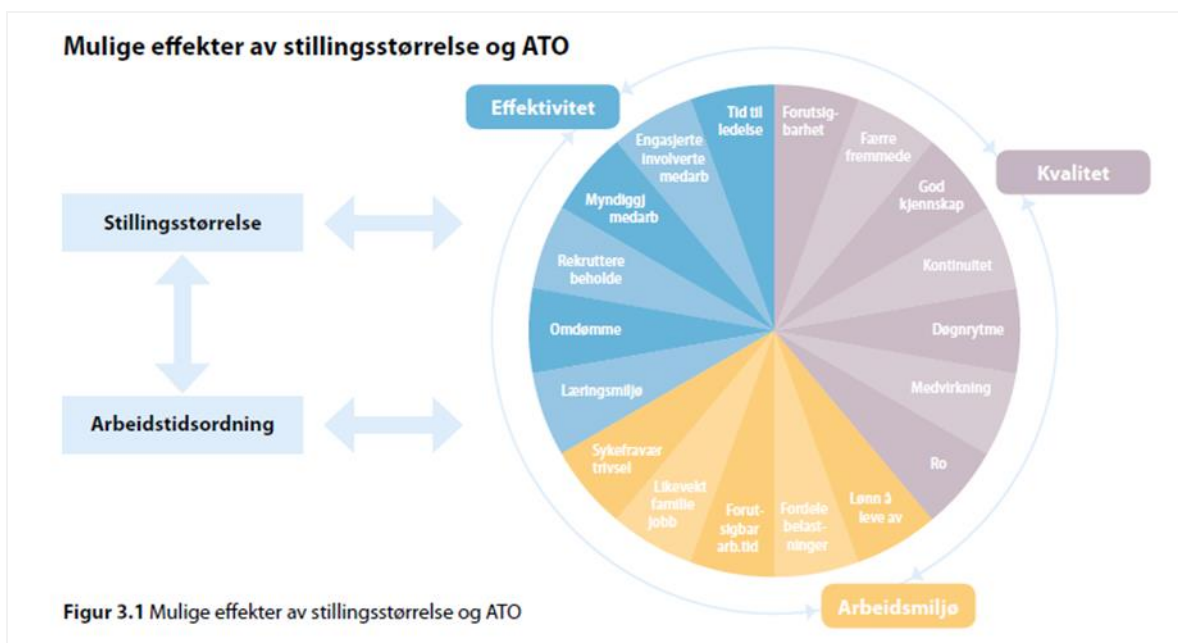 Mulige effekter av stillingsstørrelse og ATO
Effektivitet
Kvalitet
Arbeidsmiljø
Stillingsstørrelse
Arbeidstidsordning
Tid til
ledelse
Forutsig-
barhet
Færre
fremmede
God
kjennskap
Kontinuitet
Døgnrytme
Medvirkning
Ro
Lønn å
leve av
Fordele
belast-
ninger
Forut-
sigbar
arb.tid
Likevekt
familie
jobb
Sykefravær
trivsel
Læringsmiljø
Omdømme
Rekruttere
beholde
Myndiggj
medarb
Engasjerte
involverte
medarb
Figur 3.1 Mulige effekter av stillingsstørrelse og ATO